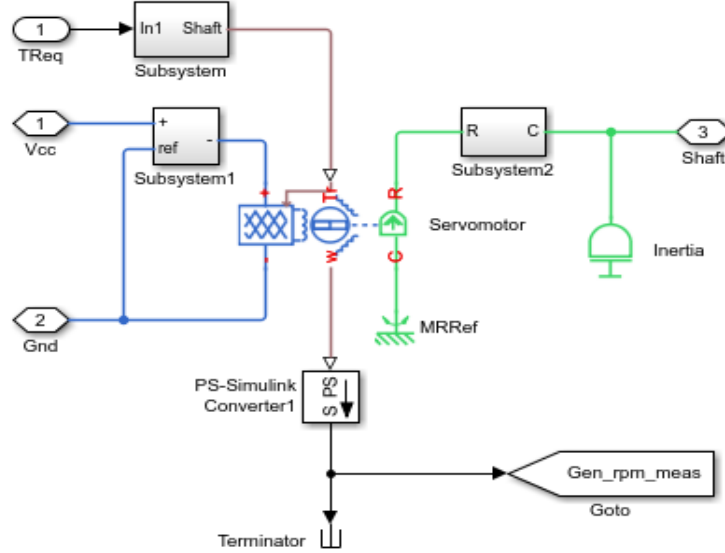 1
TReq
In1
Shaft
Subsystem
1
Vcc
+
ref
-
Subsystem1
R
C
Subsystem2
3
Shaft
+
Tr
R
Servomotor
Inertia
-
W
C
2
Gnd
MRRef
PS-Simulink
Converter1
S PS
Gen_rpm_meas
Goto
Terminator